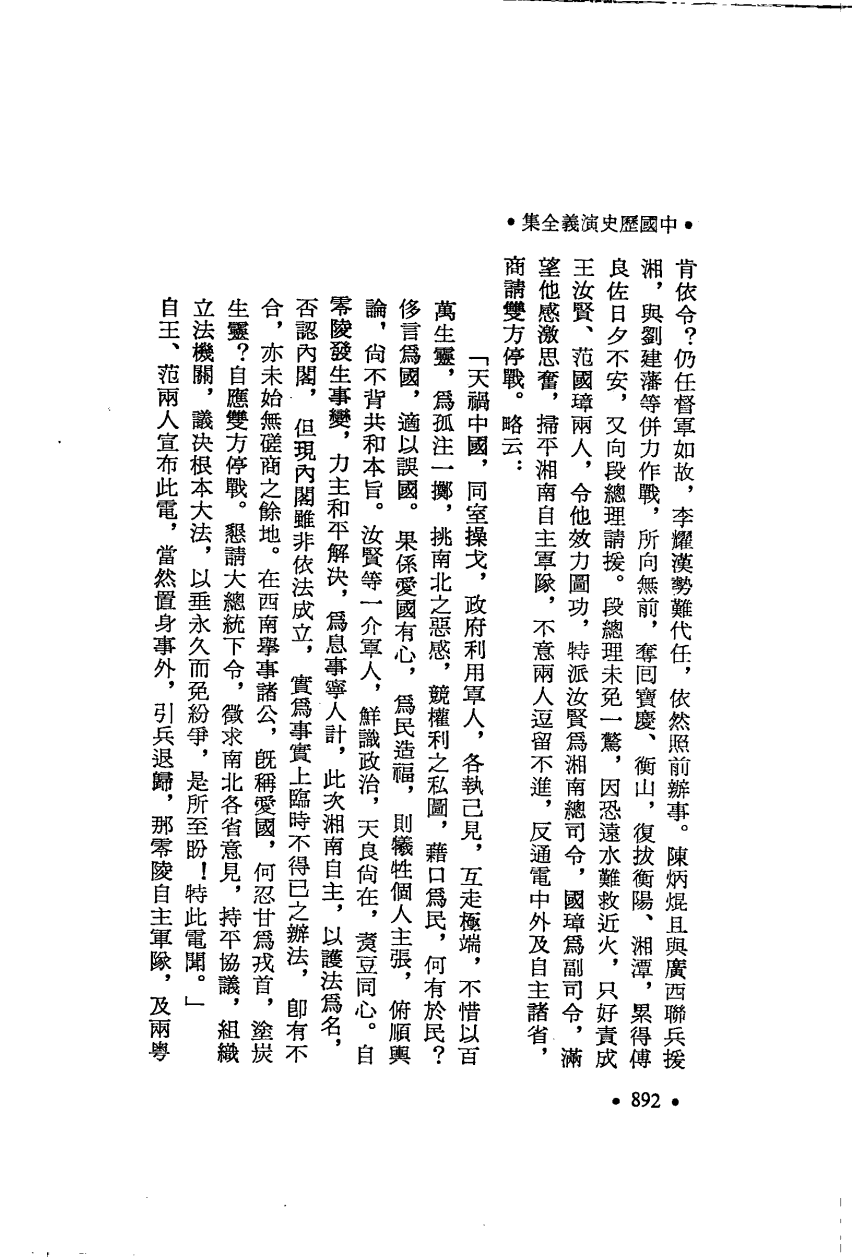 •中國歷史演義全集•
肯依令?仍任督軍如故,李耀漢勢難代任,依然照前辦事。陳炳焜且與廣西聯兵援
湘,與劉建藩等併力作戰,所向無前,奪囘寶慶、衡山,復拔衡陽、湘潭,累得傅
良佐日夕不安,又向段總理請援。段總理未免一驚,因恐遠水難救近火,只好責成
王汝賢、范國璋兩人,令他效力圖功,特派汝賢爲湘南總司令,國璋爲副司令,滿
望他感激思奮,掃平湘南自主軍隊,不意兩人逗留不進,反通電中外及自主諸省,
商請雙方停戰。略云:
「天禍中國,同室操戈,政府利用軍人,各執己見,互走極端,不惜以百
萬生靈,爲孤注一擲,挑南北之惡感,競權利之私圖,藉口爲民,何有於民?
侈言爲國,適以誤國。果係愛國有心,爲民造福,則犧牲個人主張,俯順輿
論,尙不背共和本旨。汝賢等一介軍人,鮮識政治,天良尙在,煑豆同心。自
零陵發生事變,力主和平解決,爲息事寧人計,此次湘南自主,以護法爲名,
否認內閣,但現內閣雖非依法成立,實爲事實上臨時不得已之辦法,卽有不
合,亦未始無磋商之餘地。在西南舉事諸公,旣稱愛國,何忍甘爲戎首,塗炭
生靈?自應雙方停戰。懇請大總統下令,徵求南北各省意見,持平協議,組織
立法機關,議決根本大法,以垂永久而免紛爭,是所至盼!特此電聞。」
自王、范兩人宣布此電,當然置身事外,引兵退歸,那零陵自主軍隊,及兩粵
•892•